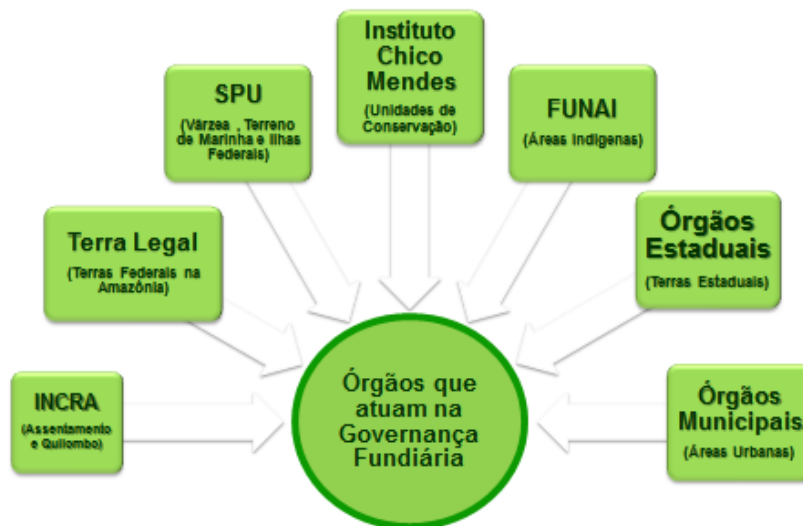 Instituto
Chico
Mendes
(Unidades de
Conservação)
SPU
(Várzea , Terreno
de Marinha e Ilhas
Federais)
FUNAI
(Áreas Indigenas)
Terra Legal
(Terras Federais na
Amazônia)
Órgãos
Estaduais
(Terras Estaduais)
INCRA
(Assentamento
e Quilombo)
Órgãos que
atuam na
Governança
Fundiária
Órgãos
Municipais
(Áreas Urbanas)